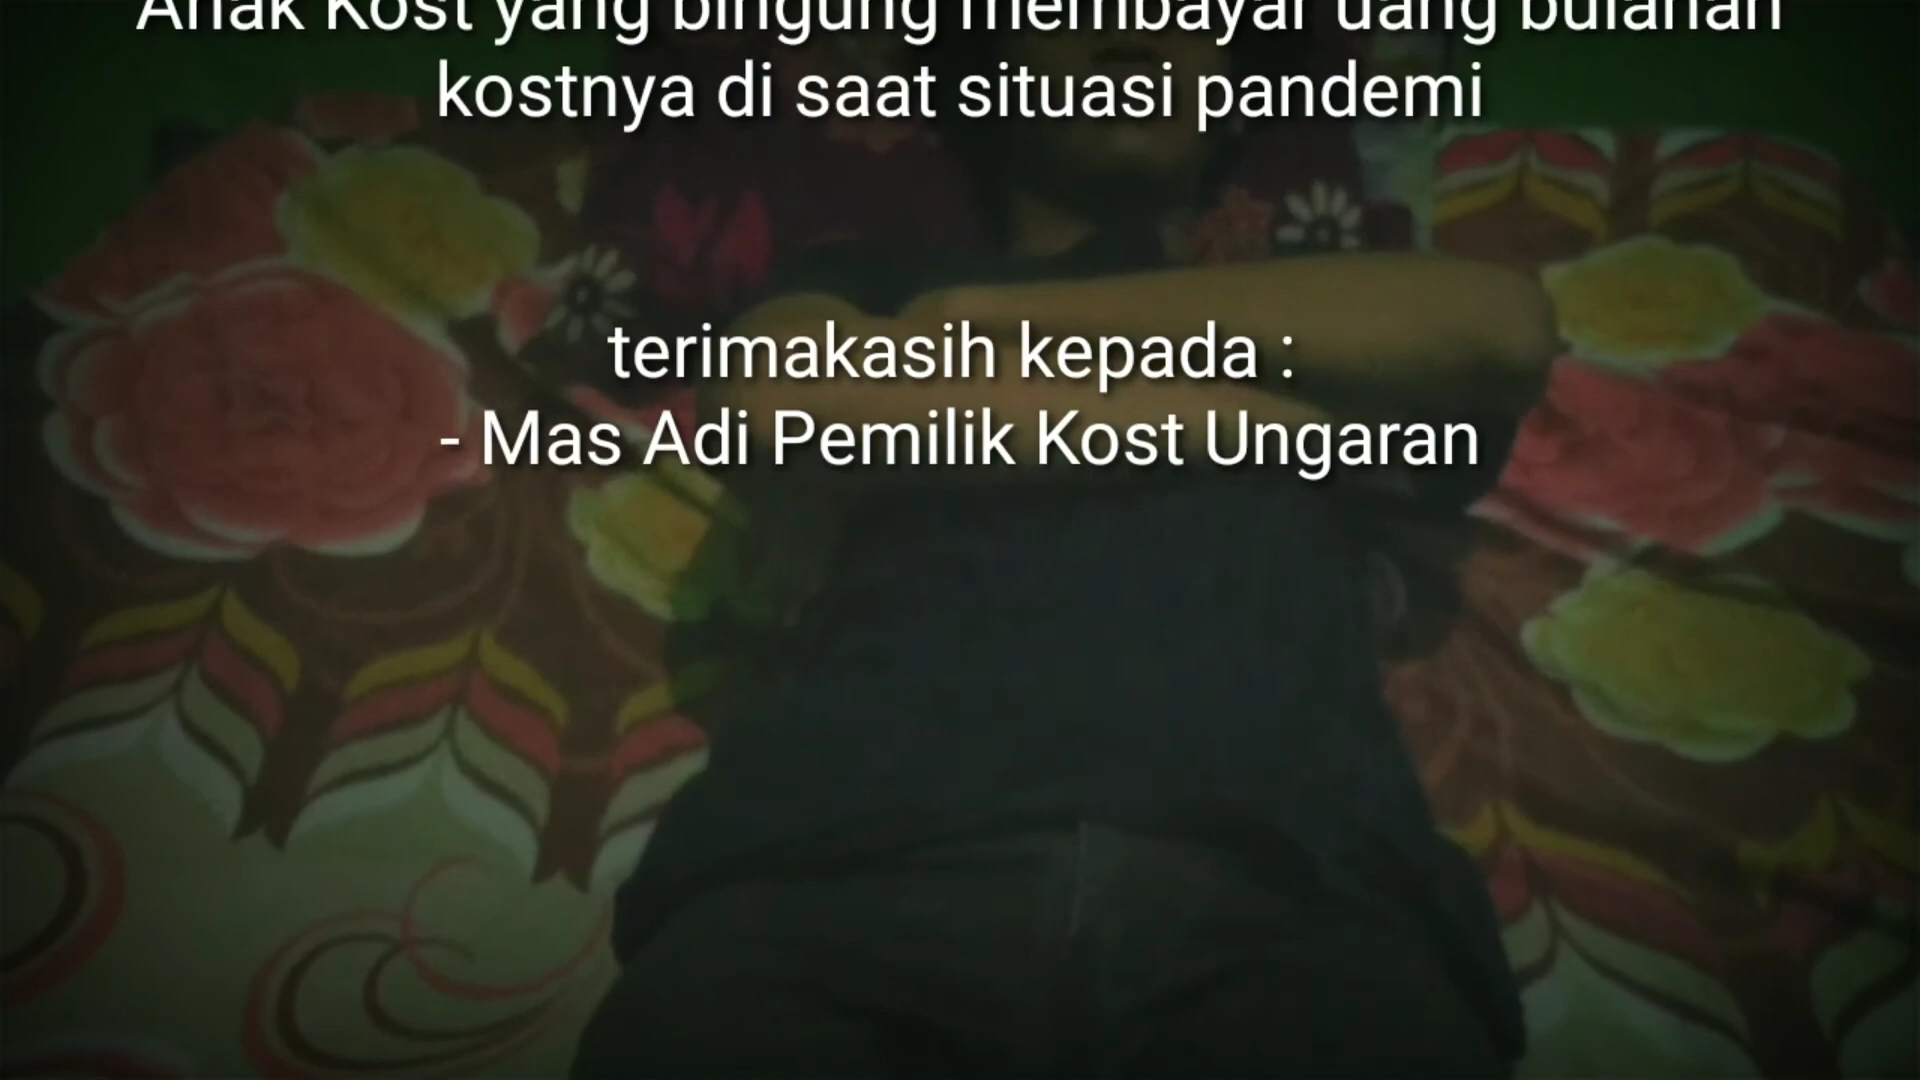 Anak Kost yang bingung membayar uang bulanan
kostnya di saat situasi pandemi
terimakasih kepada :
- Mas Adi Pemilik Kost Ungaran